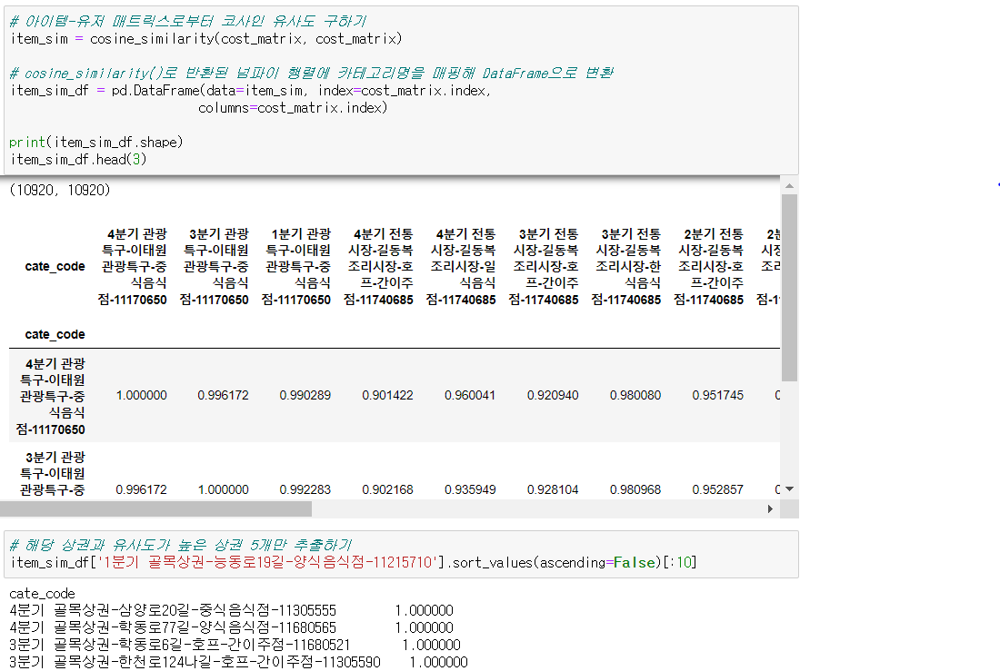 # 아이템-유저 매트릭스로부터 코사인 유사도 구하기
item_sim = cosine_similarity(cost_matrix, cost_matrix)
# cosine_similarity()로 반환된 넘파이 행렬에 카테고리명을 매핑해 DataFrame으로 변환
item_sim_df = pd.DataFrame(data=item_sim, index=cost_matrix.index,
columns=cost_matrix.index)
print(item_sim_df.shape)
item_sim_df.head(3)
(10920, 10920)
4분기 관광 3분기 관광 1분기 관광 4분기 전통 4분기 전통 3분기 전통 3분기 전통 2분기 전통
특구-이태원 특구-이태원 특구-이태원 시장-길동복 시장-길동복 시장-길동복 시장-길동복 시장-길동복
cate_code 관광특구-중 관광특구-중 관광특구-중 조리시장-호 조리시장-일 조리시장-호 조리시장-한 조리시장-호
식음식 식음식 식음식 프-간이주 식음식 프-간이주 식음식 프-간이주
점-11170650 점-11170650 점-11170650 점-11740685 점-11740685 점-11740685 점-11740685 점-11740685
cate_code
4분기 관광
특구-이태원
관광특구-중 1.000000 0.996172 0.990289 0.901422 0.960041 0.920940 0.980080 0.951745
식음식
점-11170650
3분기 관광
특구-이태원
관광특구-중 0.996172 1.000000 0.992283 0.902168 0.935949 0.928104 0.980968 0.952857
# 해당 상권과 유사도가 높은 상권 5개만 추출하기
item_sim_df['1분기 골목상권-능동로19길-양식음식점-11215710'].sort_values(ascending=False)[:10]
cate_code
4분기 골목상권-삼양로20길-중식음식점-11305555 1.000000
4분기 골목상권-학동로77길-양식음식점-11680565 1.000000
3분기 골목상권-학동로6길-호프-간이주점-11680521 1.000000
3분기 골목상권-한천로124나길-호프-간이주점-11305590 1.000000